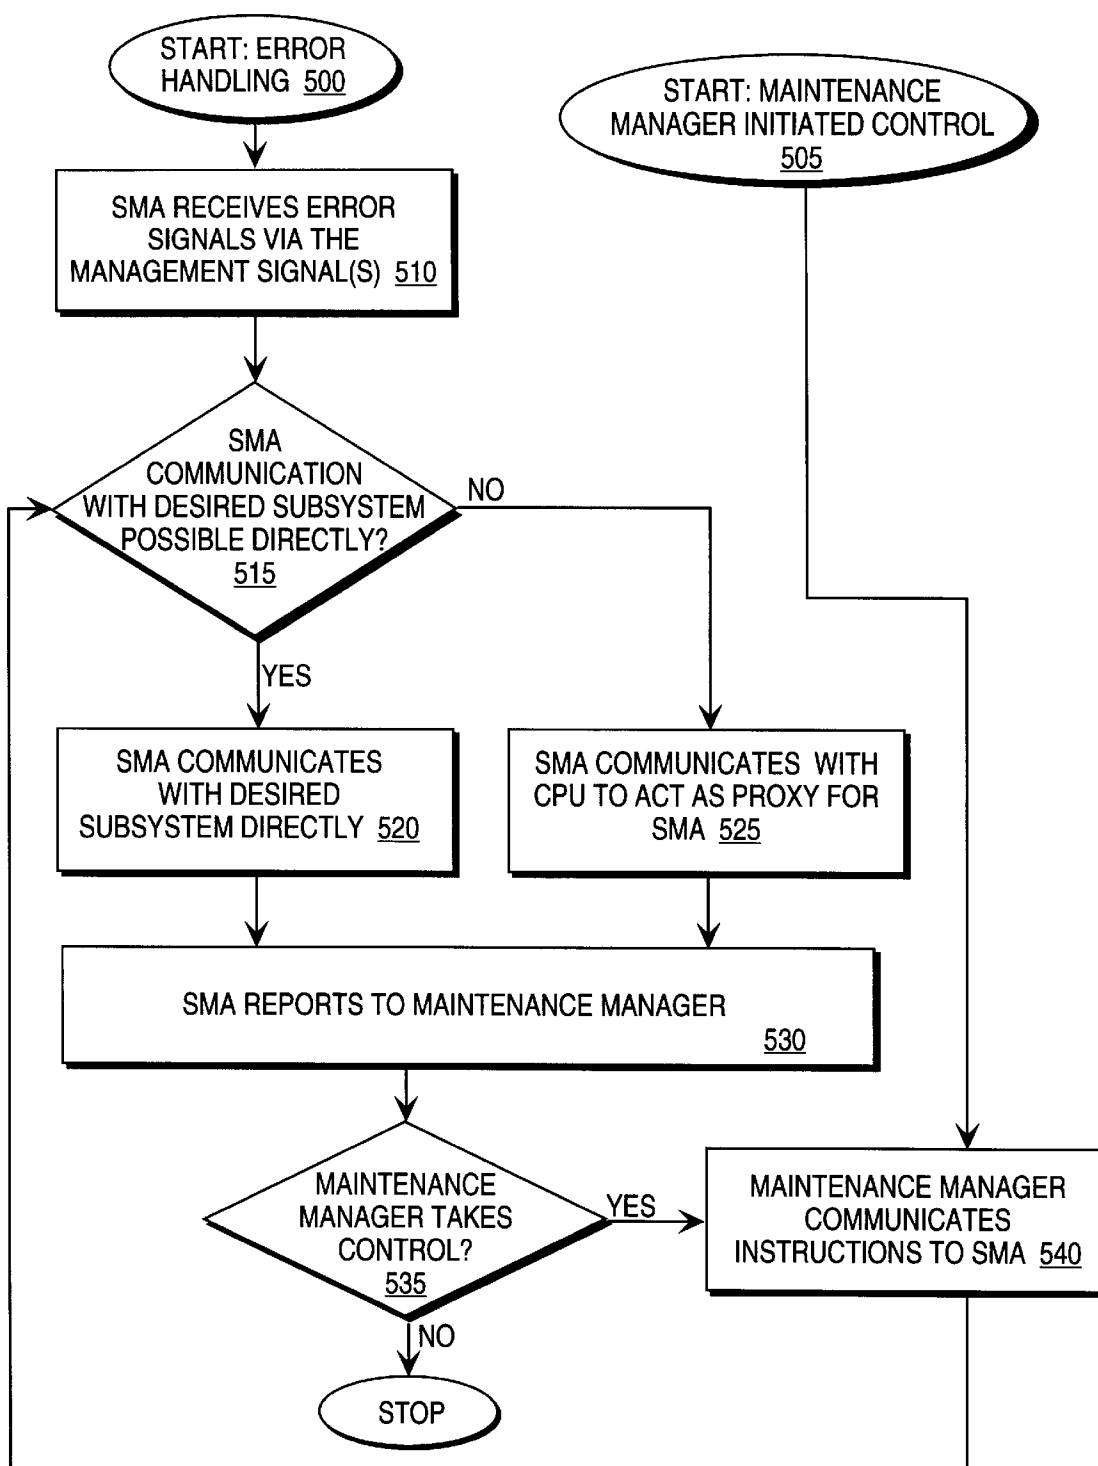 START: ERROR
HANDLING 500
START: MAINTENANCE
MANAGER INITIATED CONTROL
505
SMA RECEIVES ERROR
SIGNALS VIA THE
MANAGEMENT SIGNAL(S) 510
SMA
COMMUNICATION
WITH DESIRED SUBSYSTEM
POSSIBLE DIRECTLY?
515
NO
YES
SMA COMMUNICATES
WITH DESIRED
SUBSYSTEM DIRECTLY 520
SMA COMMUNICATES WITH
CPU TO ACT AS PROXY FOR
SMA 525
SMA REPORTS TO MAINTENANCE MANAGER
530
MAINTENANCE
MANAGER TAKES
CONTROL?
535
YES
NO
MAINTENANCE MANAGER
COMMUNICATES
INSTRUCTIONS TO SMA 540
STOP